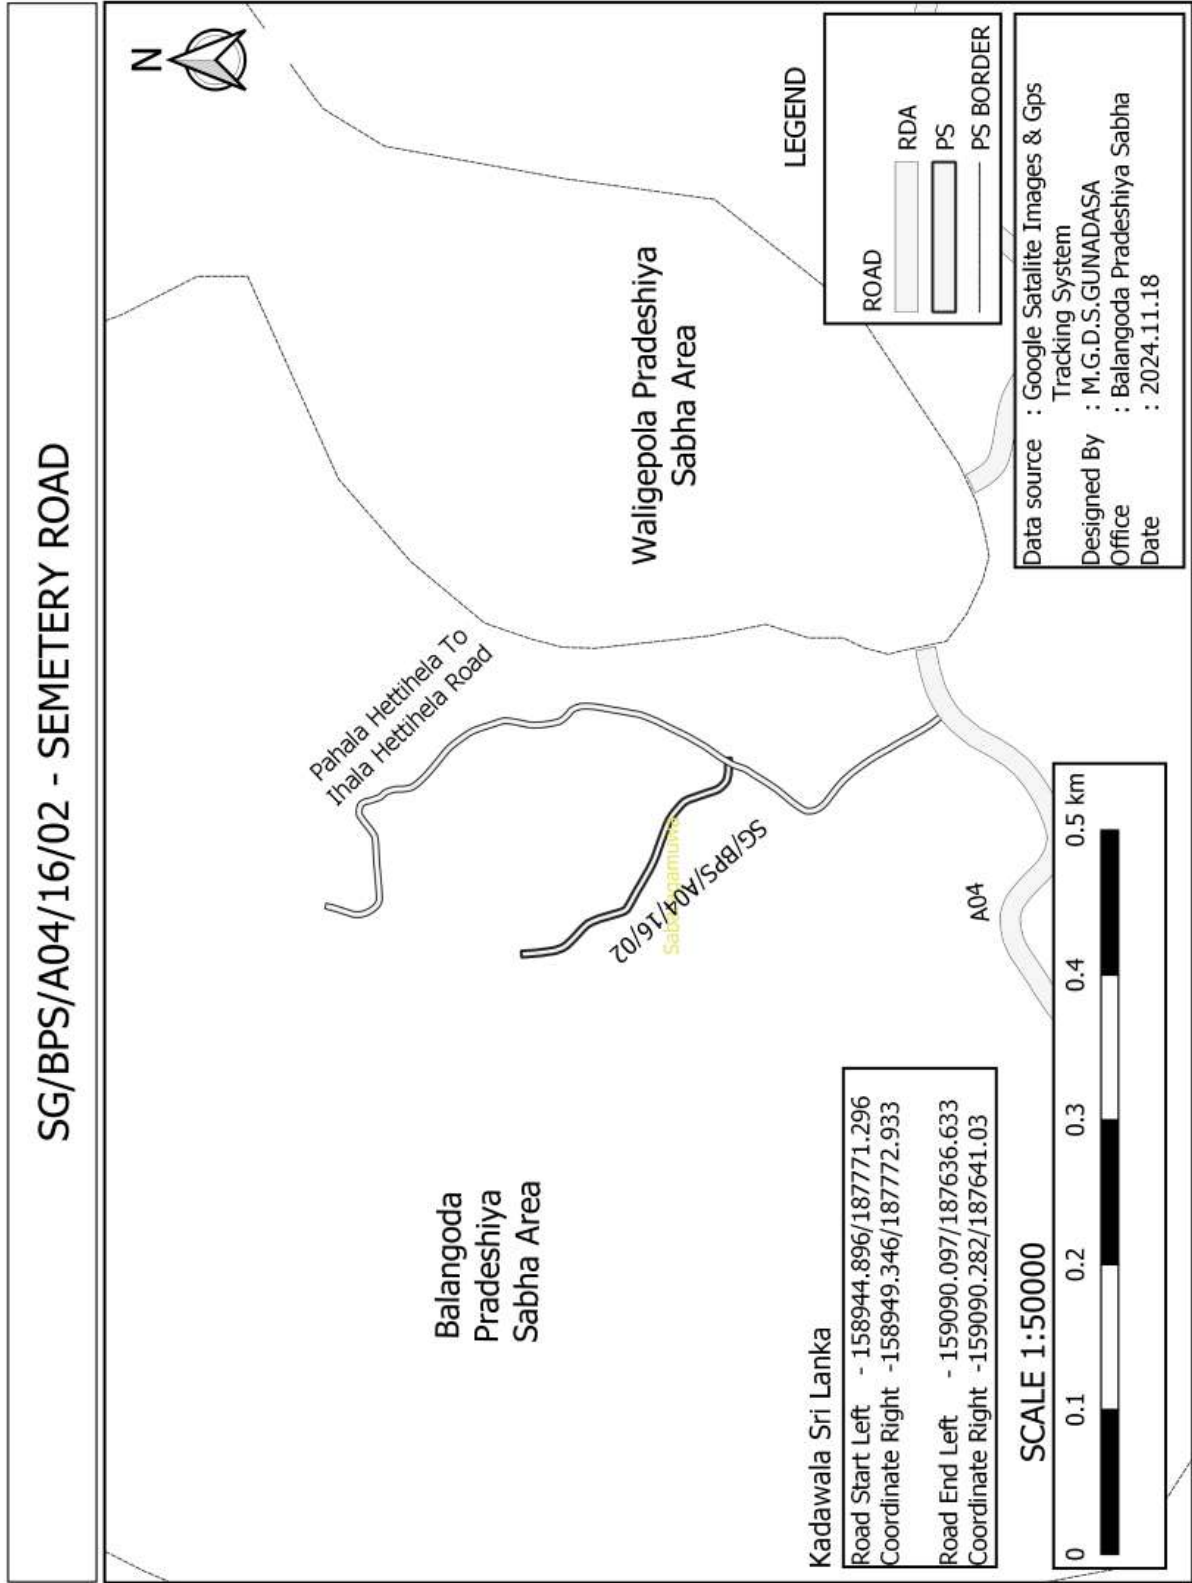 SG/BPS/A04/16/02 - SEMETERY ROAD
N
Pahala Hettihela To
Ihala Hettihela Road
Balangoda
Pradeshiya
Sabha Area
Waligepola Pradeshiya
Sabha Area
SG/BPS/A04/16/02
Sabaragamuwa
A04
LEGEND
ROAD
RDA
PS
PS BORDER
Kadawala Sri Lanka
Road Start Left - 158944.896/187771.296
Coordinate Right -158949.346/187772.933
Road End Left - 159090.097/187636.633
Coordinate Right -159090.282/187641.03
SCALE 1:50000
0 0.1 0.2 0.3 0.4 0.5 km
Data source : Google Satalite Images & Gps
Tracking System
Designed By : M.G.D.S.GUNADASA
Office : Balangoda Pradeshiya Sabha
Date : 2024.11.18